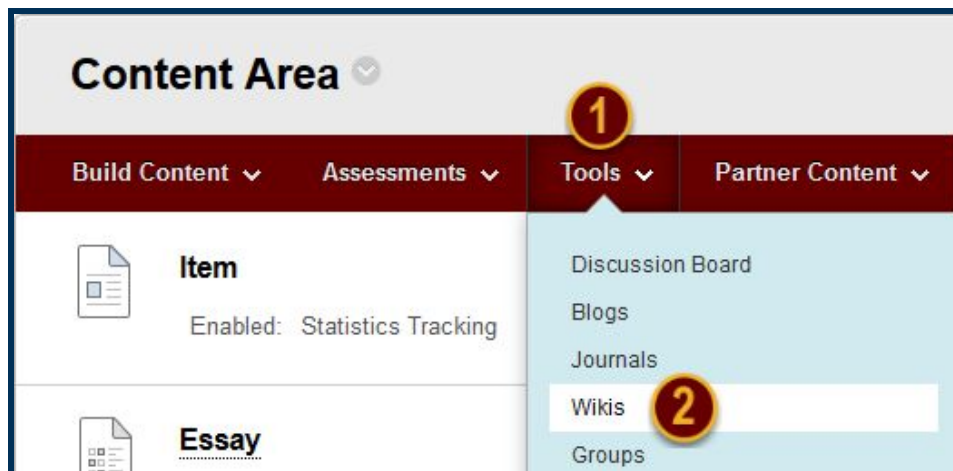 Content Area
1
Build Content Assessments Tools Partner Content
Item
Enabled: Statistics Tracking
Essay
Discussion Board
Blogs
Journals
Wikis 2
Groups